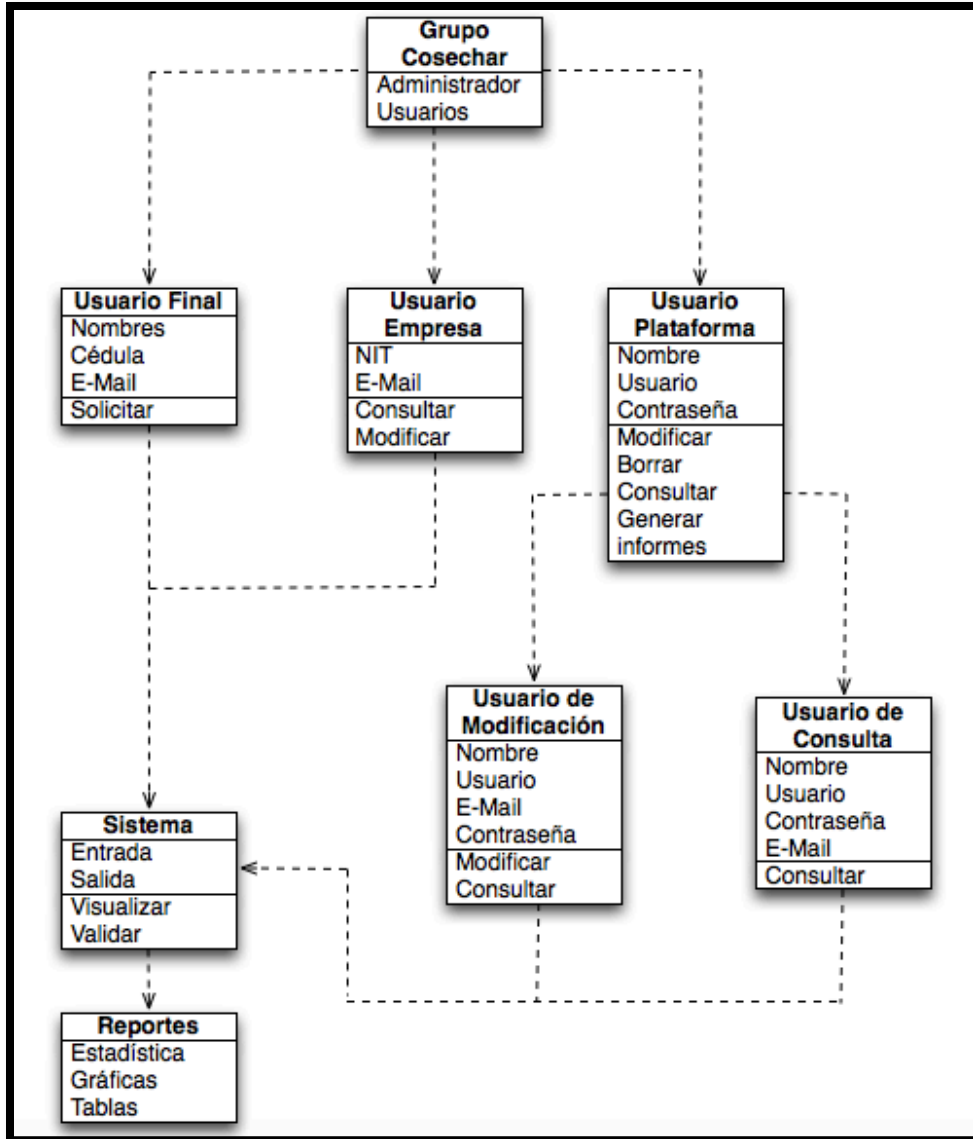 Grupo
Cosechar
Administrador
Usuarios
Usuario Final
Nombres
Cédula
E-Mail
Solicitar
Usuario
Empresa
NIT
E-Mail
Consultar
Modificar
Usuario
Plataforma
Nombre
Usuario
Contraseña
Modificar
Borrar
Consultar
Generar
informes
Usuario de
Modificación
Nombre
Usuario
E-Mail
Contraseña
Modificar
Consultar
Usuario de
Consulta
Nombre
Usuario
Contraseña
E-Mail
Consultar
Sistema
Entrada
Salida
Visualizar
Validar
Reportes
Estadística
Gráficas
Tablas